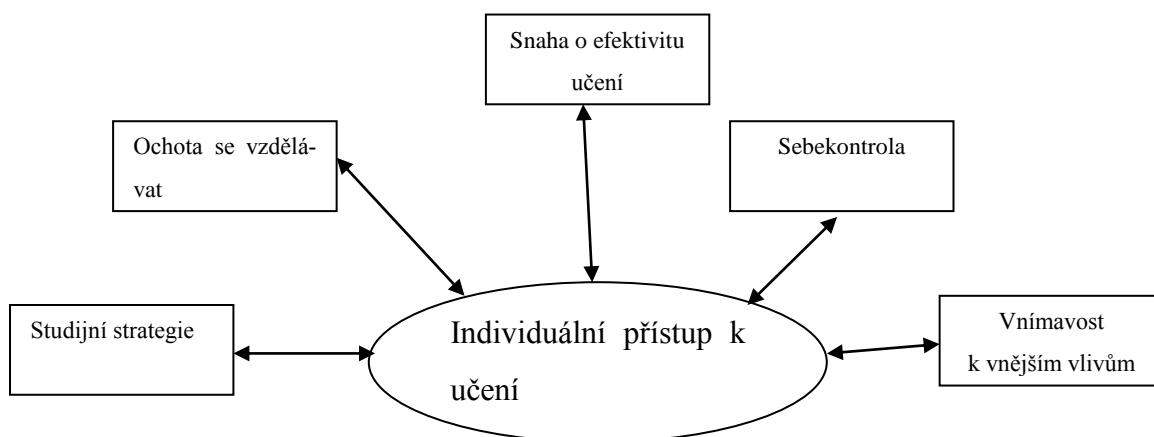 Snaha o efektivitu
učení
Ochota se vzdělá-
vat
Sebekontrola
Studijní strategie
Individuální přístup k
učení
Vnímavost
k vnějším vlivům